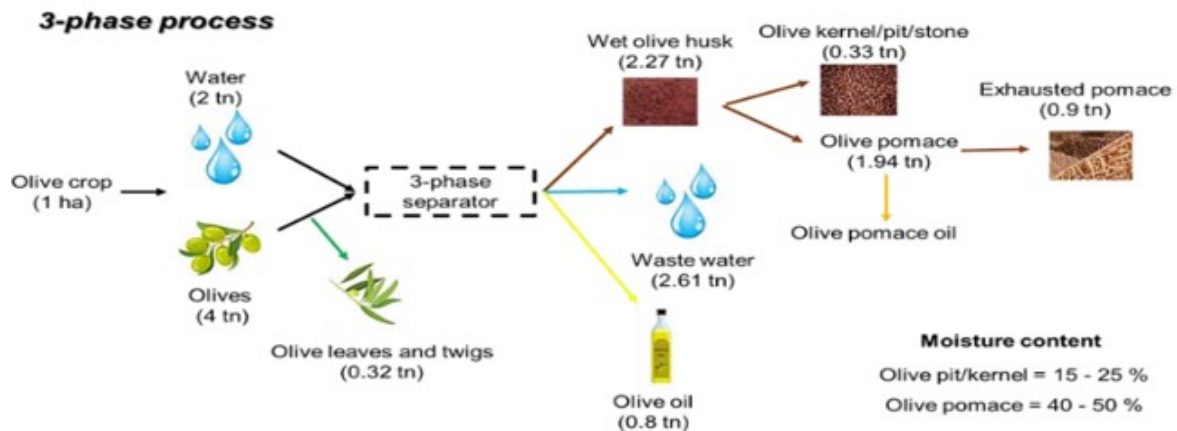 3-phase process
Water
(2 tn)
Olive crop
(1 ha)
Olives
(4 tn)
Olive leaves and twigs
(0.32 tn)
3-phase
separator
Wet olive husk
(2.27 tn)
Waste water
(2.61 tn)
Olive oil
(0.8 tn)
Olive kernel/pit/stone
(0.33 tn)
Olive pomace
(1.94 tn)
Olive pomace oil
Exhausted pomace
(0.9 tn)
Moisture content
Olive pit/kernel = 15 - 25 %
Olive pomace = 40 - 50 %